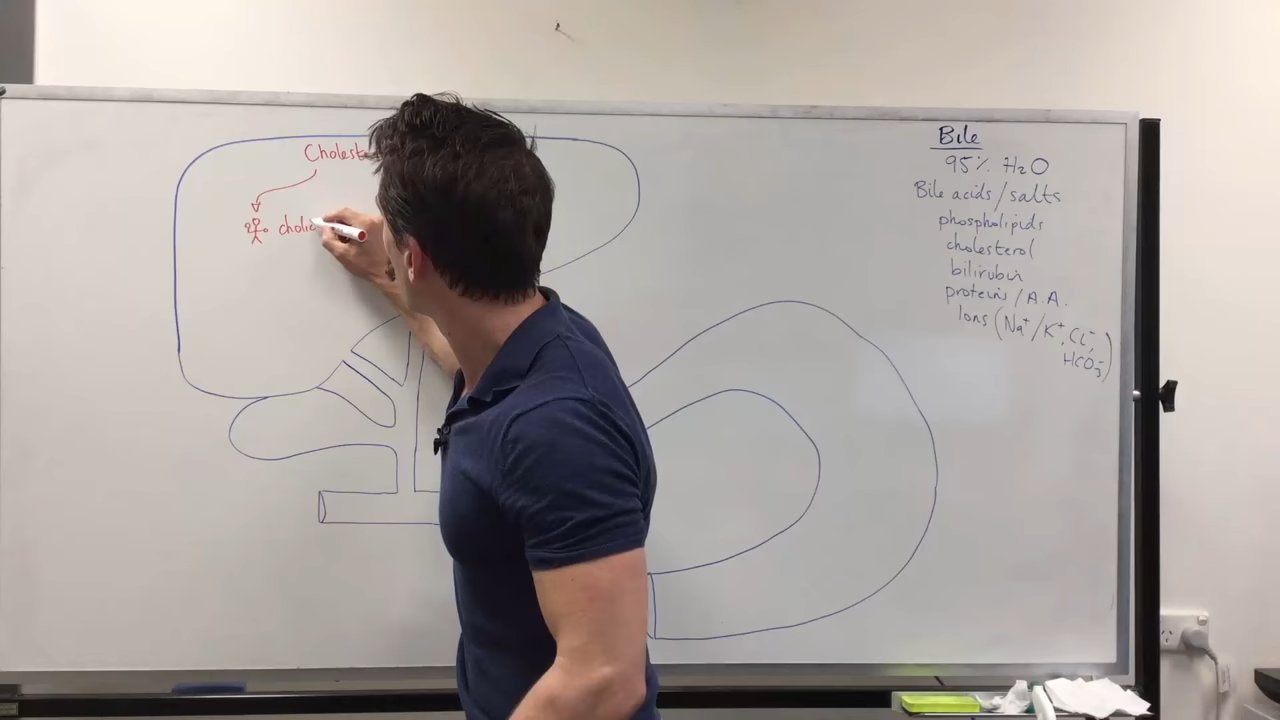 Cholest
cholic
Bile
95% H₂O
Bile acids/salts
phospholipids
cholesterol
bilirubin
proteins/A.A.
Ions (Na⁺/K⁺, Cl⁻,
HCO₃⁻)